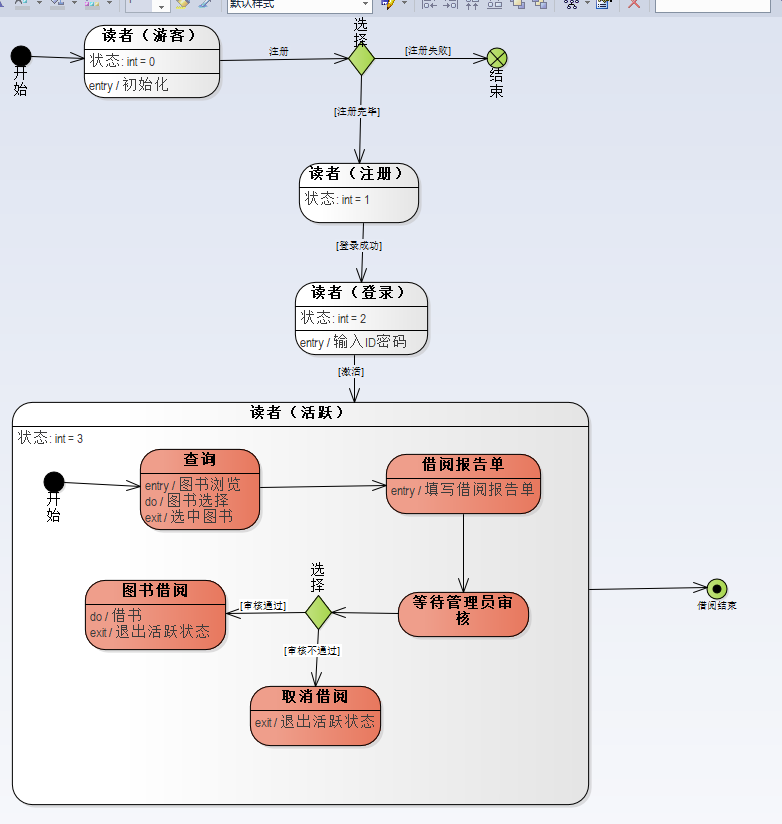 默认样式
读者（游客）
状态: int = 0
entry / 初始化
开始
注册
选择
[注册失败]
结束
[注册完毕]
读者（注册）
状态: int = 1
[登录成功]
读者（登录）
状态: int = 2
entry / 输入ID密码
[激活]
读者（活跃）
状态: int = 3
开始
查询
entry / 图书浏览
do / 图书选择
exit / 选中图书
借阅报告单
entry / 填写借阅报告单
等待管理员审
核
选择
[审核通过]
图书借阅
do / 借书
exit / 退出活跃状态
[审核不通过]
取消借阅
exit / 退出活跃状态
借阅结束